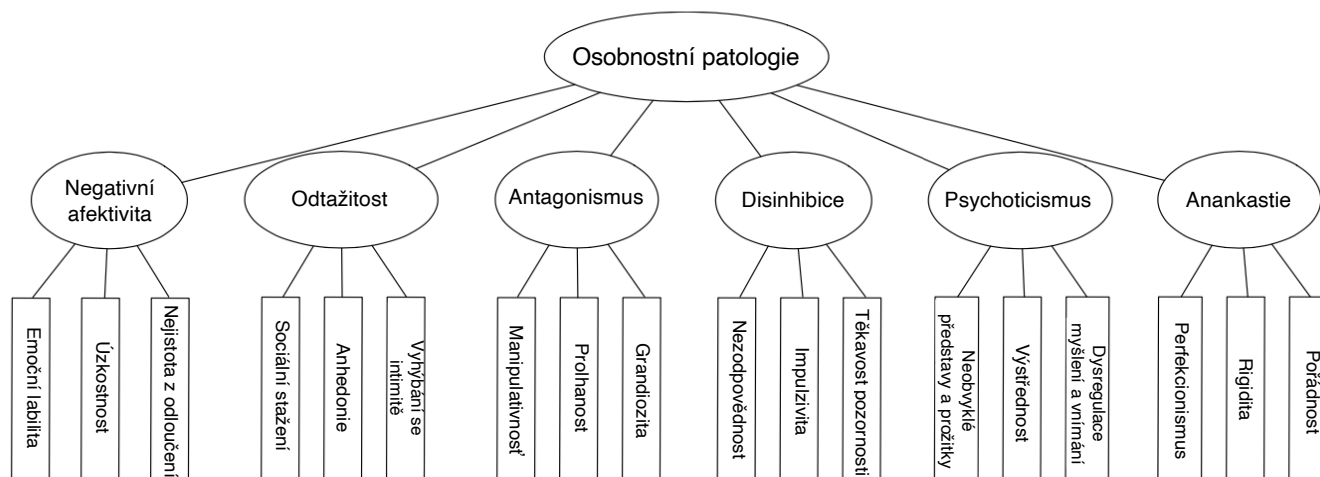 Osobnostní patologie
Negativní
afektivita
Odtažitost
Antagonismus
Disinhibice
Psychoticismus
Anankastie
Emoční labilita
Úzkostnost
Nejistota z odloučení
Sociální stažení
Anhedonie
Vyhýbání se
intimitě
Manipulativnosť
Prolhanost
Grandiozita
Nezodpovědnost
Impulzivita
Těkavost pozornosti
Neobvyklé
představy a prožitky
Výstřednost
Dysregulace
myšlení a vnímání
Perfekcionismus
Rigidita
Pořádnost